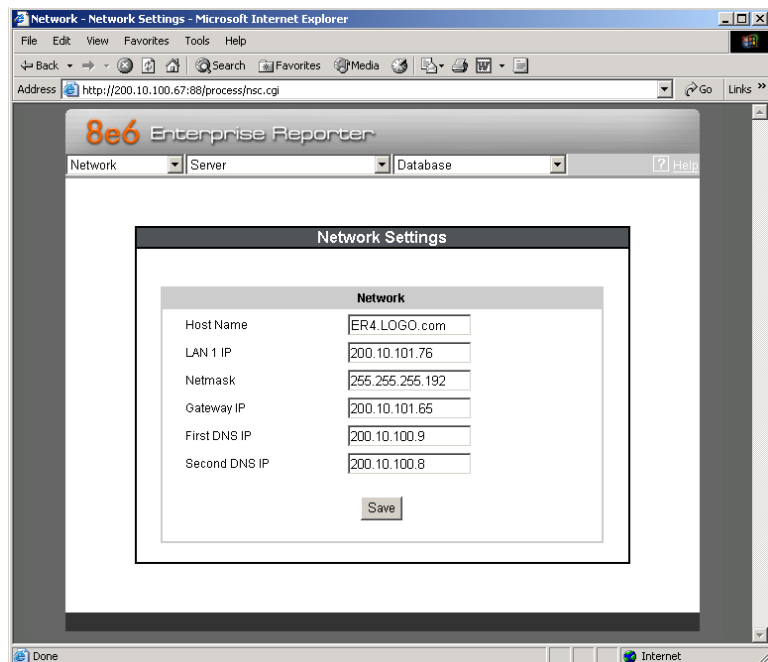 Network - Network Settings - Microsoft Internet Explorer
File Edit View Favorites Tools Help
Back Search Favorites Media W
Address http://200.10.100.67:88/process/nsc.cgi Go Links »
8e6 Enterprise Reporter
Network Server Database ? Help
Network Settings
Network
Host Name ER4.LOGO.com
LAN 1 IP 200.10.101.76
Netmask 255.255.255.192
Gateway IP 200.10.101.65
First DNS IP 200.10.100.9
Second DNS IP 200.10.100.8
Save
Done Internet